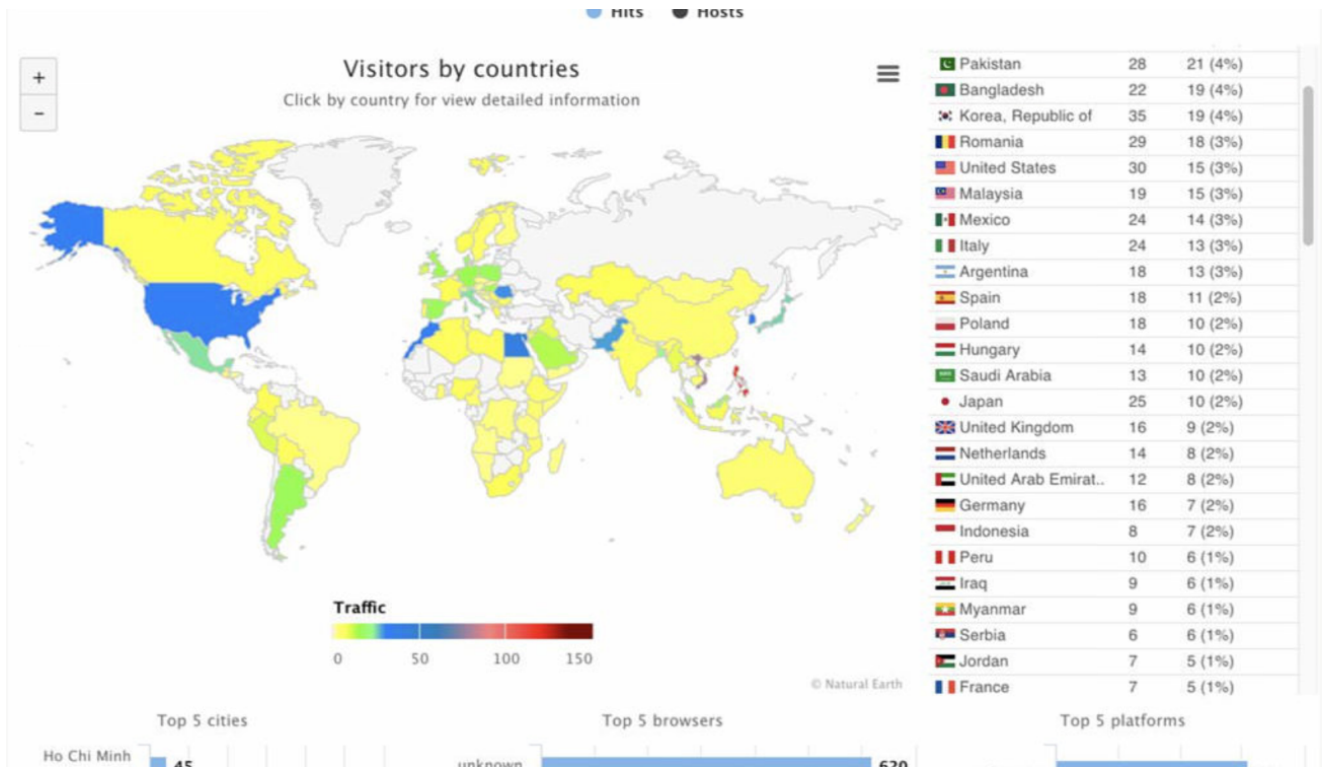 Hits Hosts
+
−
Visitors by countries
Click by country for view detailed information
Pakistan 28 21 (4%)
Bangladesh 22 19 (4%)
Korea, Republic of 35 19 (4%)
Romania 29 18 (3%)
United States 30 15 (3%)
Malaysia 19 15 (3%)
Mexico 24 14 (3%)
Italy 24 13 (3%)
Argentina 18 13 (3%)
Spain 18 11 (2%)
Poland 18 10 (2%)
Hungary 14 10 (2%)
Saudi Arabia 13 10 (2%)
Japan 25 10 (2%)
United Kingdom 16 9 (2%)
Netherlands 14 8 (2%)
United Arab Emirat.. 12 8 (2%)
Germany 16 7 (2%)
Indonesia 8 7 (2%)
Peru 10 6 (1%)
Iraq 9 6 (1%)
Myanmar 9 6 (1%)
Serbia 6 6 (1%)
Jordan 7 5 (1%)
France 7 5 (1%)
Traffic
0 50 100 150
© Natural Earth
Top 5 cities
Ho Chi Minh 45
Top 5 browsers
unknown 620
Top 5 platforms